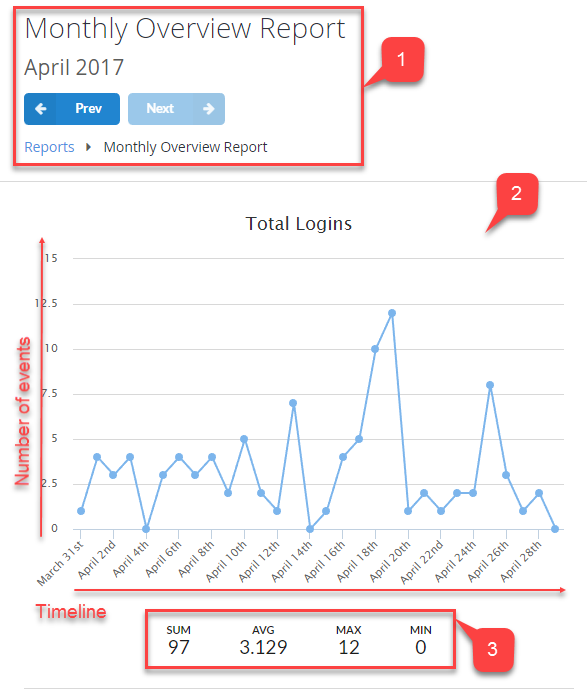 Monthly Overview Report
April 2017
Prev Next
Reports Monthly Overview Report
1
2
Total Logins
15
12.5
10
7.5
5
2.5
0
Number of events
March 31st April 2nd April 4th April 6th April 8th April 10th April 12th April 14th April 16th April 18th April 20th April 22nd April 24th April 26th April 28th
Timeline
SUM AVG MAX MIN
97 3.129 12 0
3